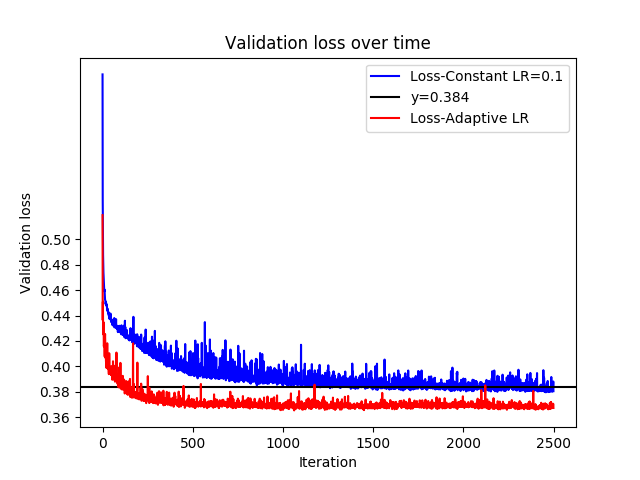 Validation loss over time
Loss-Constant LR=0.1
y=0.384
Loss-Adaptive LR
Validation loss
0.50
0.48
0.46
0.44
0.42
0.40
0.38
0.36
0
500
1000
1500
2000
2500
Iteration